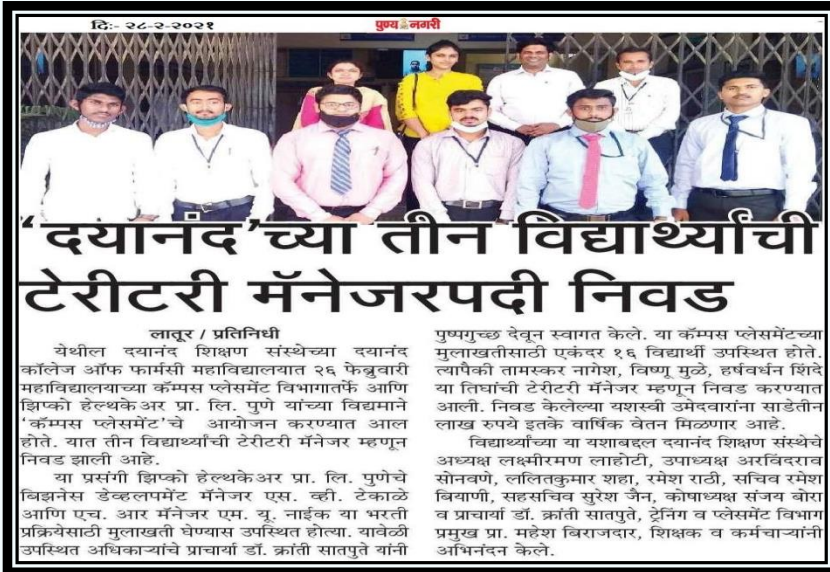 दि:- २८-२-२०२१
पुण्य नगरी
'दयानंद'च्या तीन विद्यार्थ्यांची
टेरीटरी मॅनेजरपदी निवड
लातूर / प्रतिनिधी
येथील दयानंद शिक्षण संस्थेच्या दयानंद
कॉलेज ऑफ फार्मसी महाविद्यालयात २६ फेब्रुवारी
महाविद्यालयाच्या कॅम्पस प्लेसमेंट विभागातर्फे आणि
झिप्को हेल्थकेअर प्रा. लि. पुणे यांच्या विद्यमाने
'कॅम्पस प्लेसमेंट'चे आयोजन करण्यात आल
होते. यात तीन विद्यार्थ्यांची टेरीटरी मॅनेजर म्हणून
निवड झाली आहे.
या प्रसंगी झिप्को हेल्थकेअर प्रा. लि. पुणेचे
बिझनेस डेव्हलपमेंट मॅनेजर एस. व्ही. टेकाळे
आणि एच. आर मॅनेजर एम. यू. नाईक या भरती
प्रक्रियेसाठी मुलाखती घेण्यास उपस्थित होत्या. यावेळी
उपस्थित अधिकाऱ्यांचे प्राचार्या डॉ. क्रांती सातपुते यांनी
पुष्पगुच्छ देवून स्वागत केले. या कॅम्पस प्लेसमेंटच्या
मुलाखतीसाठी एकंदर १६ विद्यार्थी उपस्थित होते.
त्यापैकी तामस्कर नागेश, विष्णू मुळे, हर्षवर्धन शिंदे
या तिघांची टेरीटरी मॅनेजर म्हणून निवड करण्यात
आली. निवड केलेल्या यशस्वी उमेदवारांना साडेतीन
लाख रुपये इतके वार्षिक वेतन मिळणार आहे.
विद्यार्थ्यांच्या या यशाबद्दल दयानंद शिक्षण संस्थेचे
अध्यक्ष लक्ष्मीरमण लाहोटी, उपाध्यक्ष अरविंदराव
सोनवणे, ललितकुमार शहा, रमेश राठी, सचिव रमेश
बियाणी, सहसचिव सुरेश जैन, कोषाध्यक्ष संजय बोरा
व प्राचार्या डॉ. क्रांती सातपुते, ट्रेनिंग व प्लेसमेंट विभाग
प्रमुख प्रा. महेश बिराजदार, शिक्षक व कर्मचाऱ्यांनी
अभिनंदन केले.